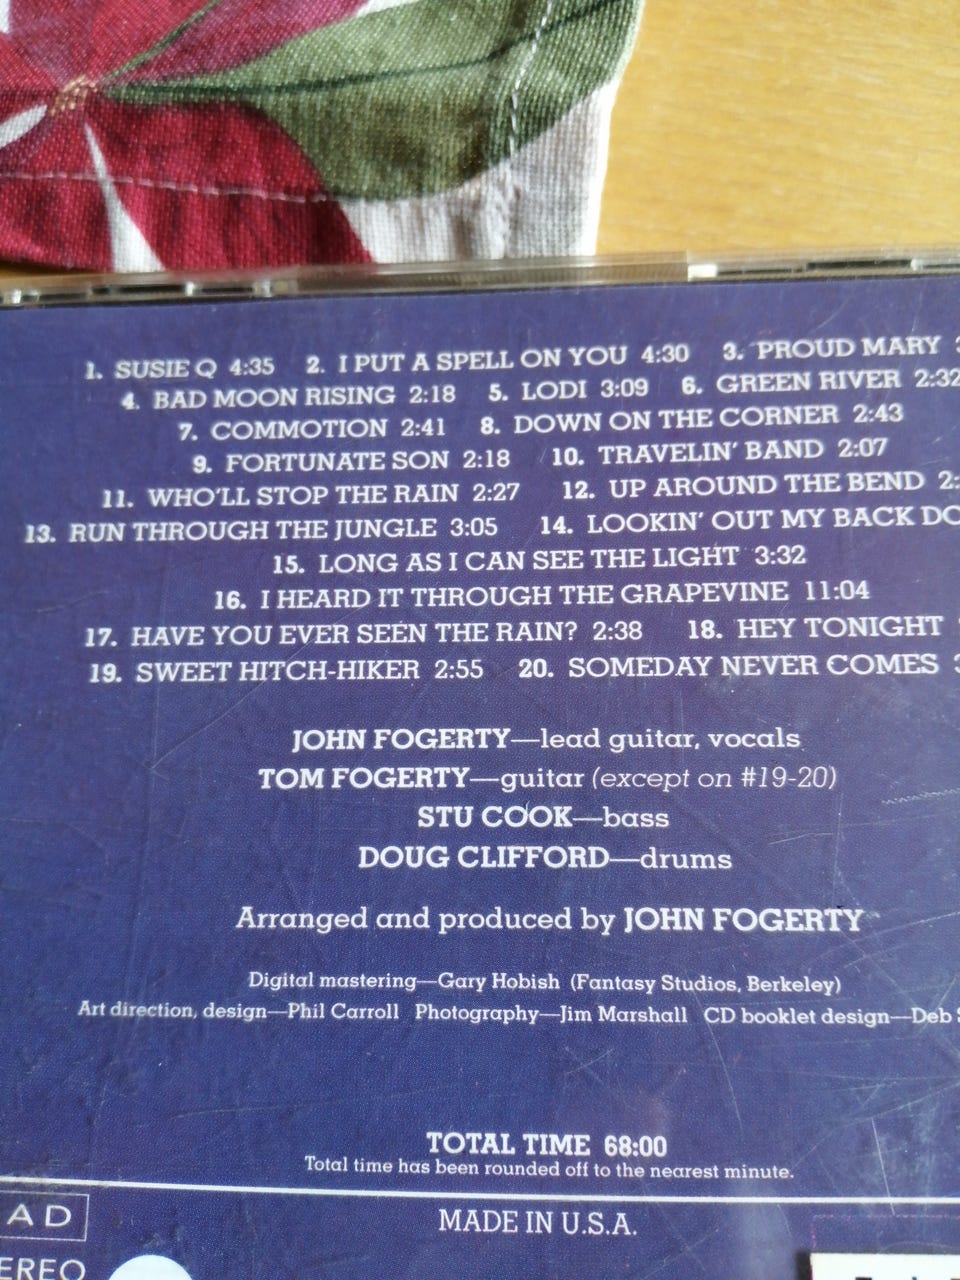 1. SUSIE Q 4:35 2. I PUT A SPELL ON YOU 4:30 3. PROUD MARY
4. BAD MOON RISING 2:18 5. LODI 3:09 6. GREEN RIVER 2:32
7. COMMOTION 2:41 8. DOWN ON THE CORNER 2:43
9. FORTUNATE SON 2:18 10. TRAVELIN' BAND 2:07
11. WHO'LL STOP THE RAIN 2:27 12. UP AROUND THE BEND 2:
13. RUN THROUGH THE JUNGLE 3:05 14. LOOKIN' OUT MY BACK DO
15. LONG AS I CAN SEE THE LIGHT 3:32
16. I HEARD IT THROUGH THE GRAPEVINE 11:04
17. HAVE YOU EVER SEEN THE RAIN? 2:38 18. HEY TONIGHT
19. SWEET HITCH-HIKER 2:55 20. SOMEDAY NEVER COMES
JOHN FOGERTY—lead guitar, vocals
TOM FOGERTY—guitar (except on #19-20)
STU COOK—bass
DOUG CLIFFORD—drums
Arranged and produced by JOHN FOGERTY
Digital mastering—Gary Hobish (Fantasy Studios, Berkeley)
Art direction, design—Phil Carroll Photography—Jim Marshall CD booklet design—Deb
TOTAL TIME 68:00
Total time has been rounded off to the nearest minute.
AD
MADE IN U.S.A.
EREO